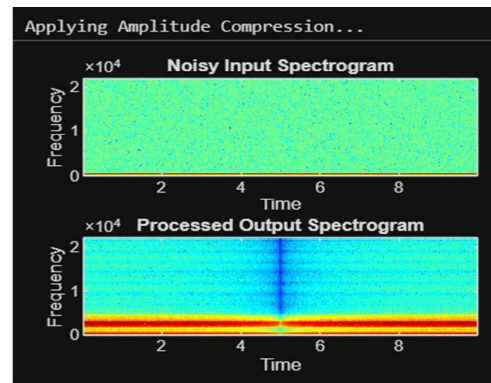 Applying Amplitude Compression...
×10⁴ Noisy Input Spectrogram
2
1
0
Frequency
2 4 6 8
Time
×10⁴ Processed Output Spectrogram
2
1
0
Frequency
2 4 6 8
Time